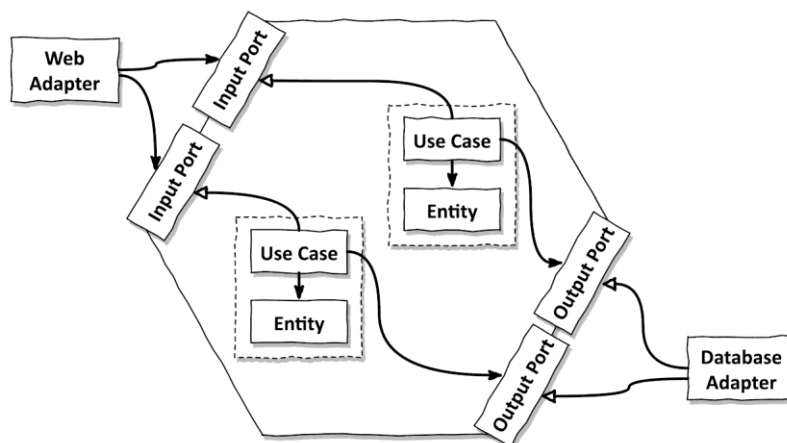 Web
Adapter
Input Port
Input Port
Use Case
Entity
Use Case
Entity
Output Port
Output Port
Database
Adapter